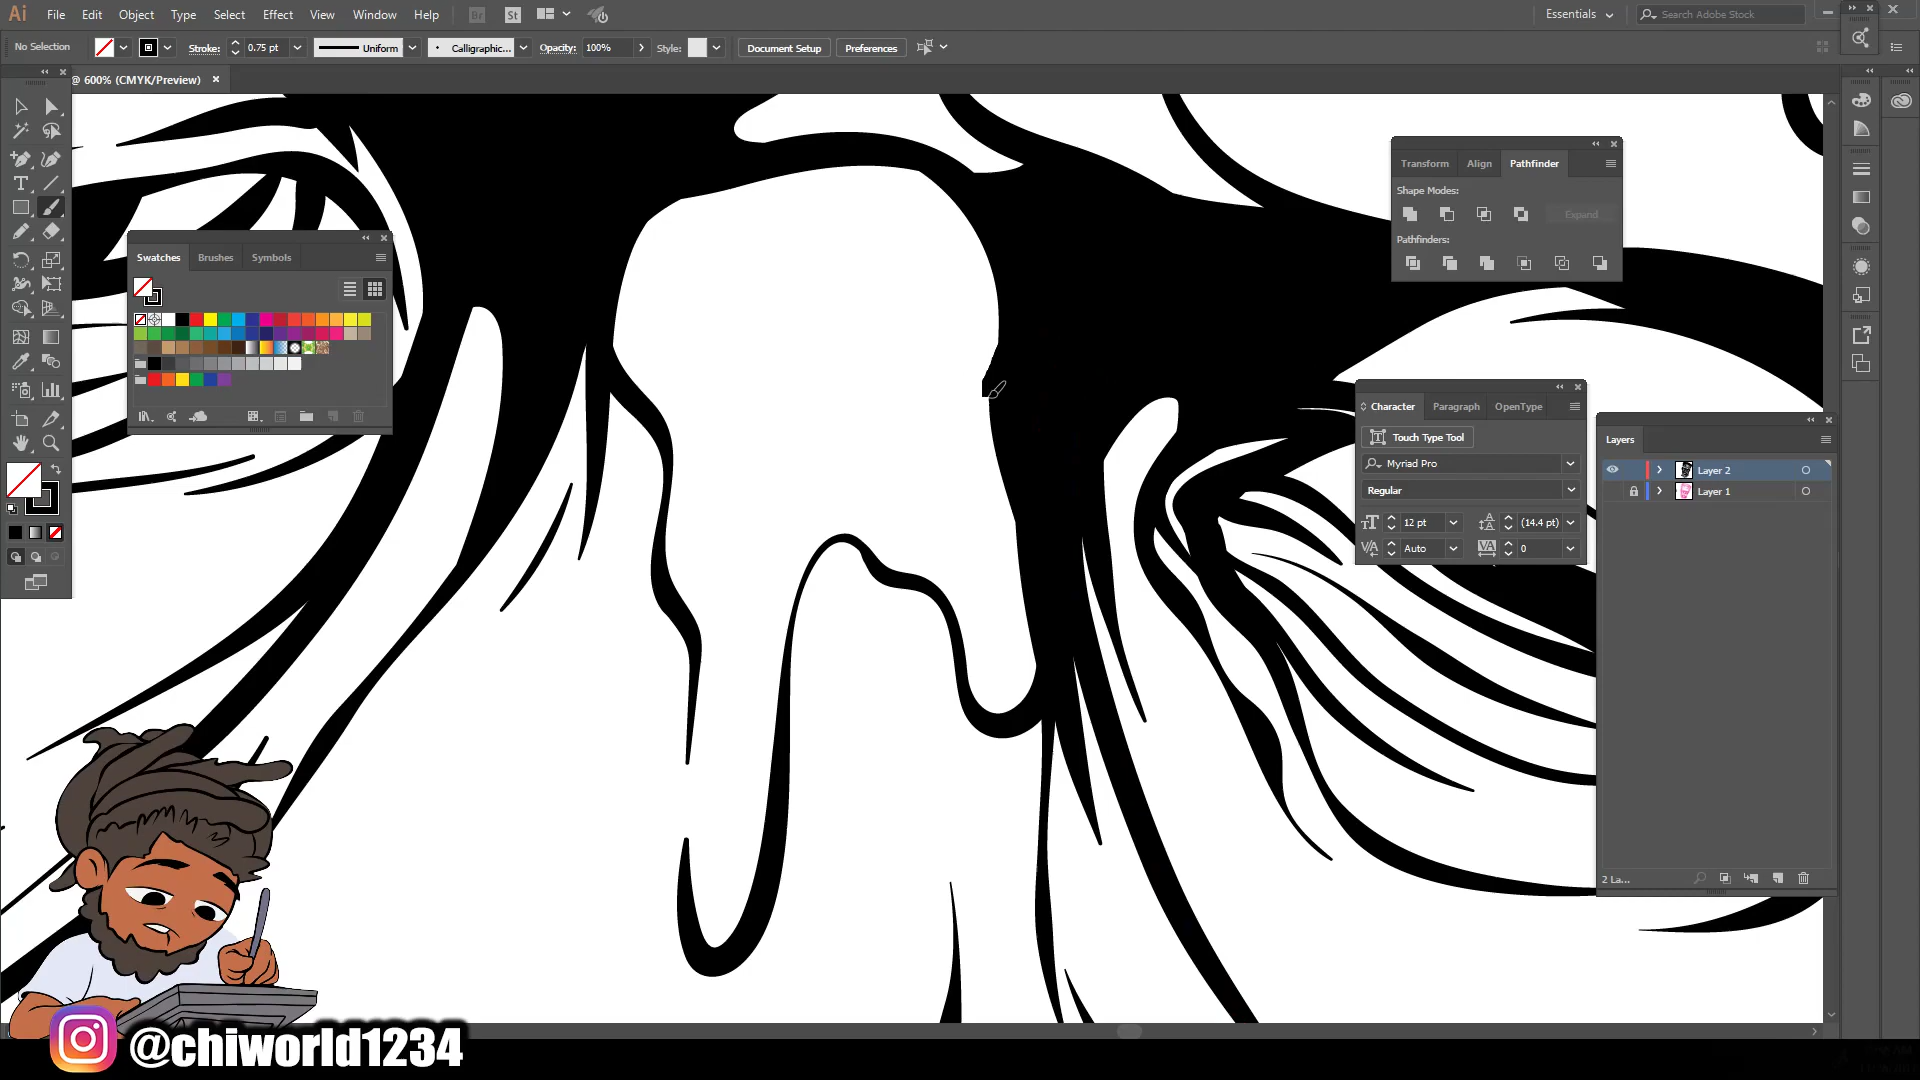 Ai File Edit Object Type Select Effect View Window Help Br St Essentials Search Adobe Stock
No Selection Stroke: 0.75 pt Uniform Calligraphic... Opacity: 100% Style: Document Setup Preferences
@ 600% (CMYK/Preview)
Transform Align Pathfinder
Shape Modes:
Expand
Pathfinders:
Swatches Brushes Symbols
Character Paragraph OpenType
Touch Type Tool
Myriad Pro
Regular
12 pt (14.4 pt)
Auto 0
Layers
Layer 2
Layer 1
2 La...
@chiworld1234